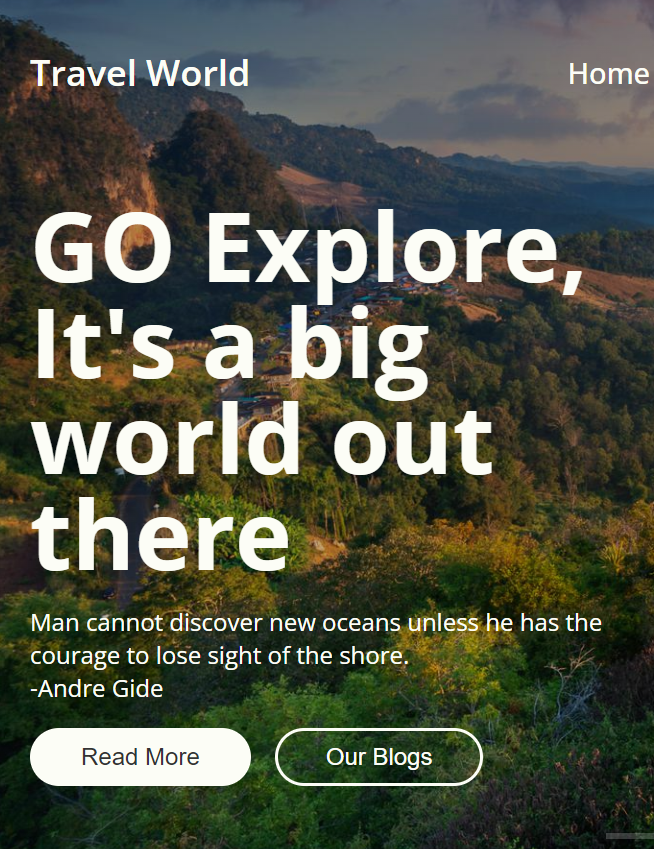 Travel World
Home
GO Explore,
It's a big
world out
there
Man cannot discover new oceans unless he has the
courage to lose sight of the shore.
-Andre Gide
Read More
Our Blogs